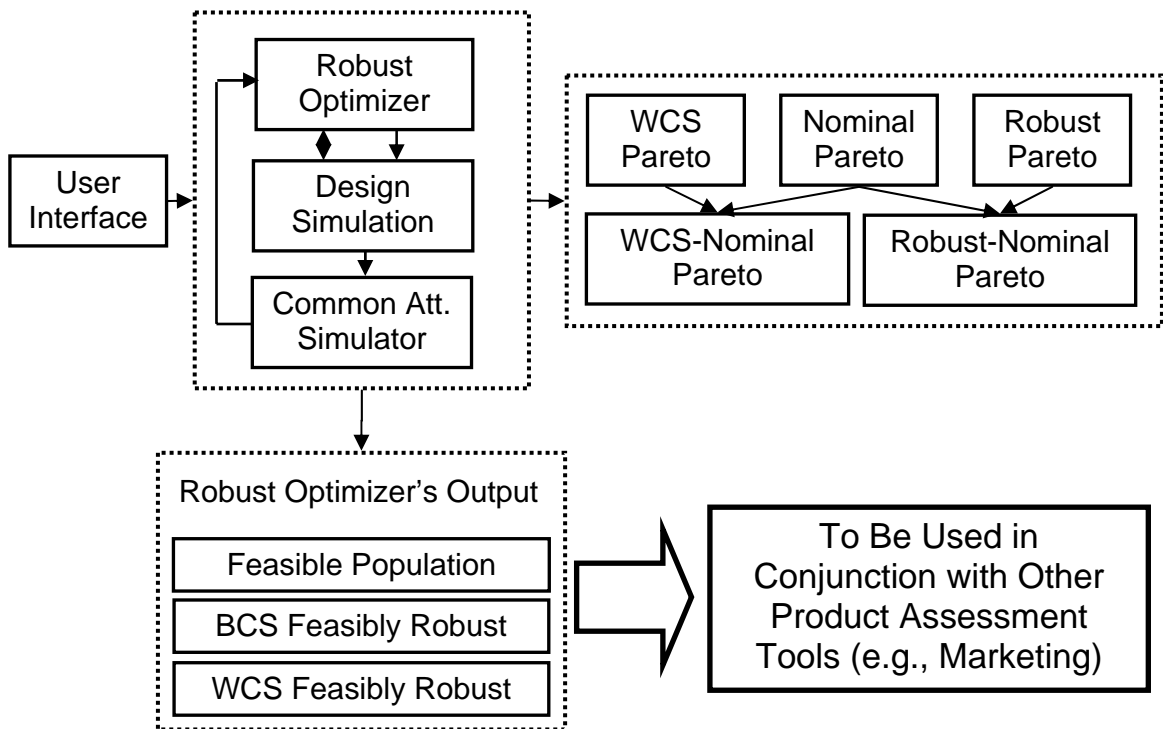 User
Interface
Robust
Optimizer
Design
Simulation
Common Att.
Simulator
WCS
Pareto
Nominal
Pareto
Robust
Pareto
WCS-Nominal
Pareto
Robust-Nominal
Pareto
Robust Optimizer’s Output
Feasible Population
BCS Feasibly Robust
WCS Feasibly Robust
To Be Used in
Conjunction with Other
Product Assessment
Tools (e.g., Marketing)